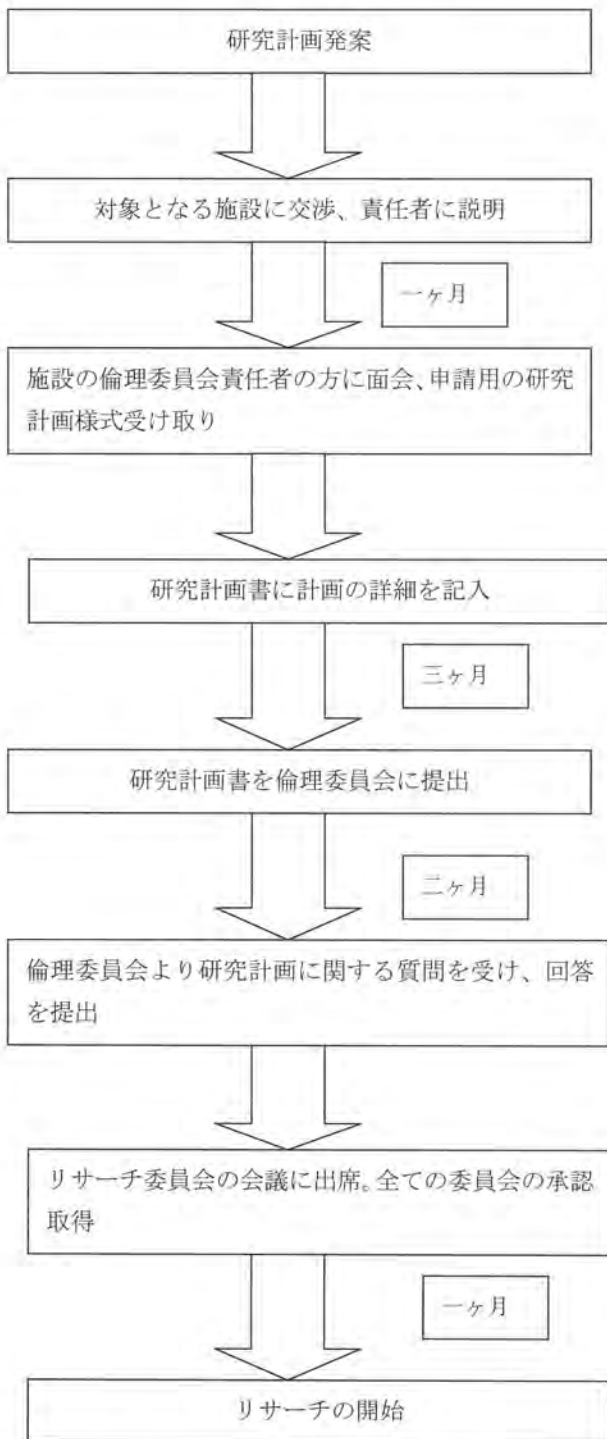 研究計画発案
対象となる施設に交渉、責任者に説明
一ヶ月
施設の倫理委員会責任者の方に面会、申請用の研究
計画様式受け取り
研究計画書に計画の詳細を記入
三ヶ月
研究計画書を倫理委員会に提出
二ヶ月
倫理委員会より研究計画に関する質問を受け、回答
を提出
リサーチ委員会の会議に出席。全ての委員会の承認
取得
一ヶ月
リサーチの開始